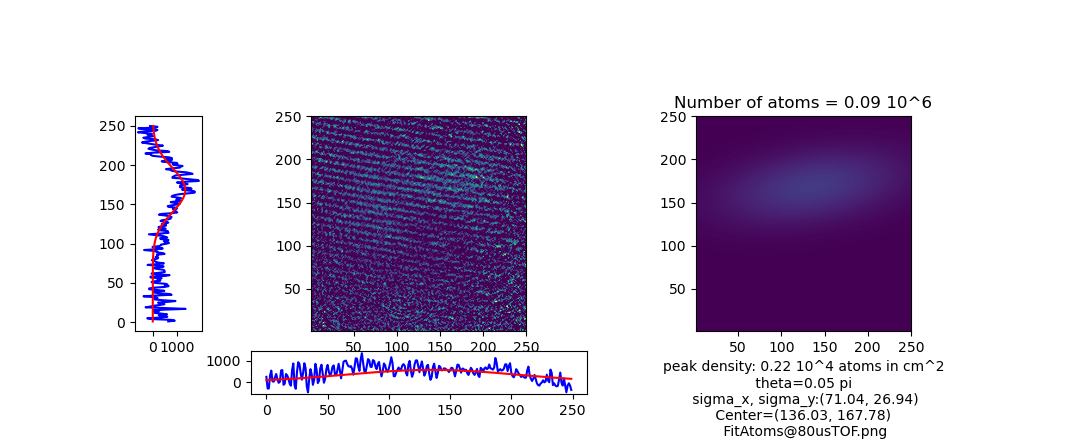 Number of atoms = 0.09 10^6
250
200
150
100
50
0
0 1000
250
200
150
100
50
50 100 150 200 250
250
200
150
100
50
50 100 150 200 250
1000
0
0 50 100 150 200 250
peak density: 0.22 10^4 atoms in cm^2
theta=0.05 pi
sigma_x, sigma_y:(71.04, 26.94)
Center=(136.03, 167.78)
FitAtoms@80usTOF.png